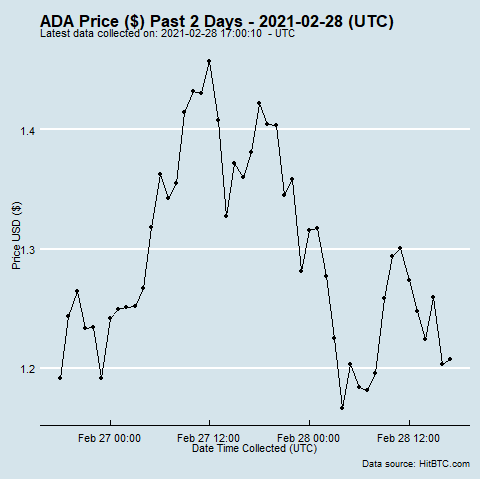 ADA Price ($) Past 2 Days - 2021-02-28 (UTC)
Latest data collected on: 2021-02-28 17:00:10 - UTC
1.4
1.3
1.2
Price USD ($)
Feb 27 00:00 Feb 27 12:00 Feb 28 00:00 Feb 28 12:00
Date Time Collected (UTC)
Data source: HitBTC.com